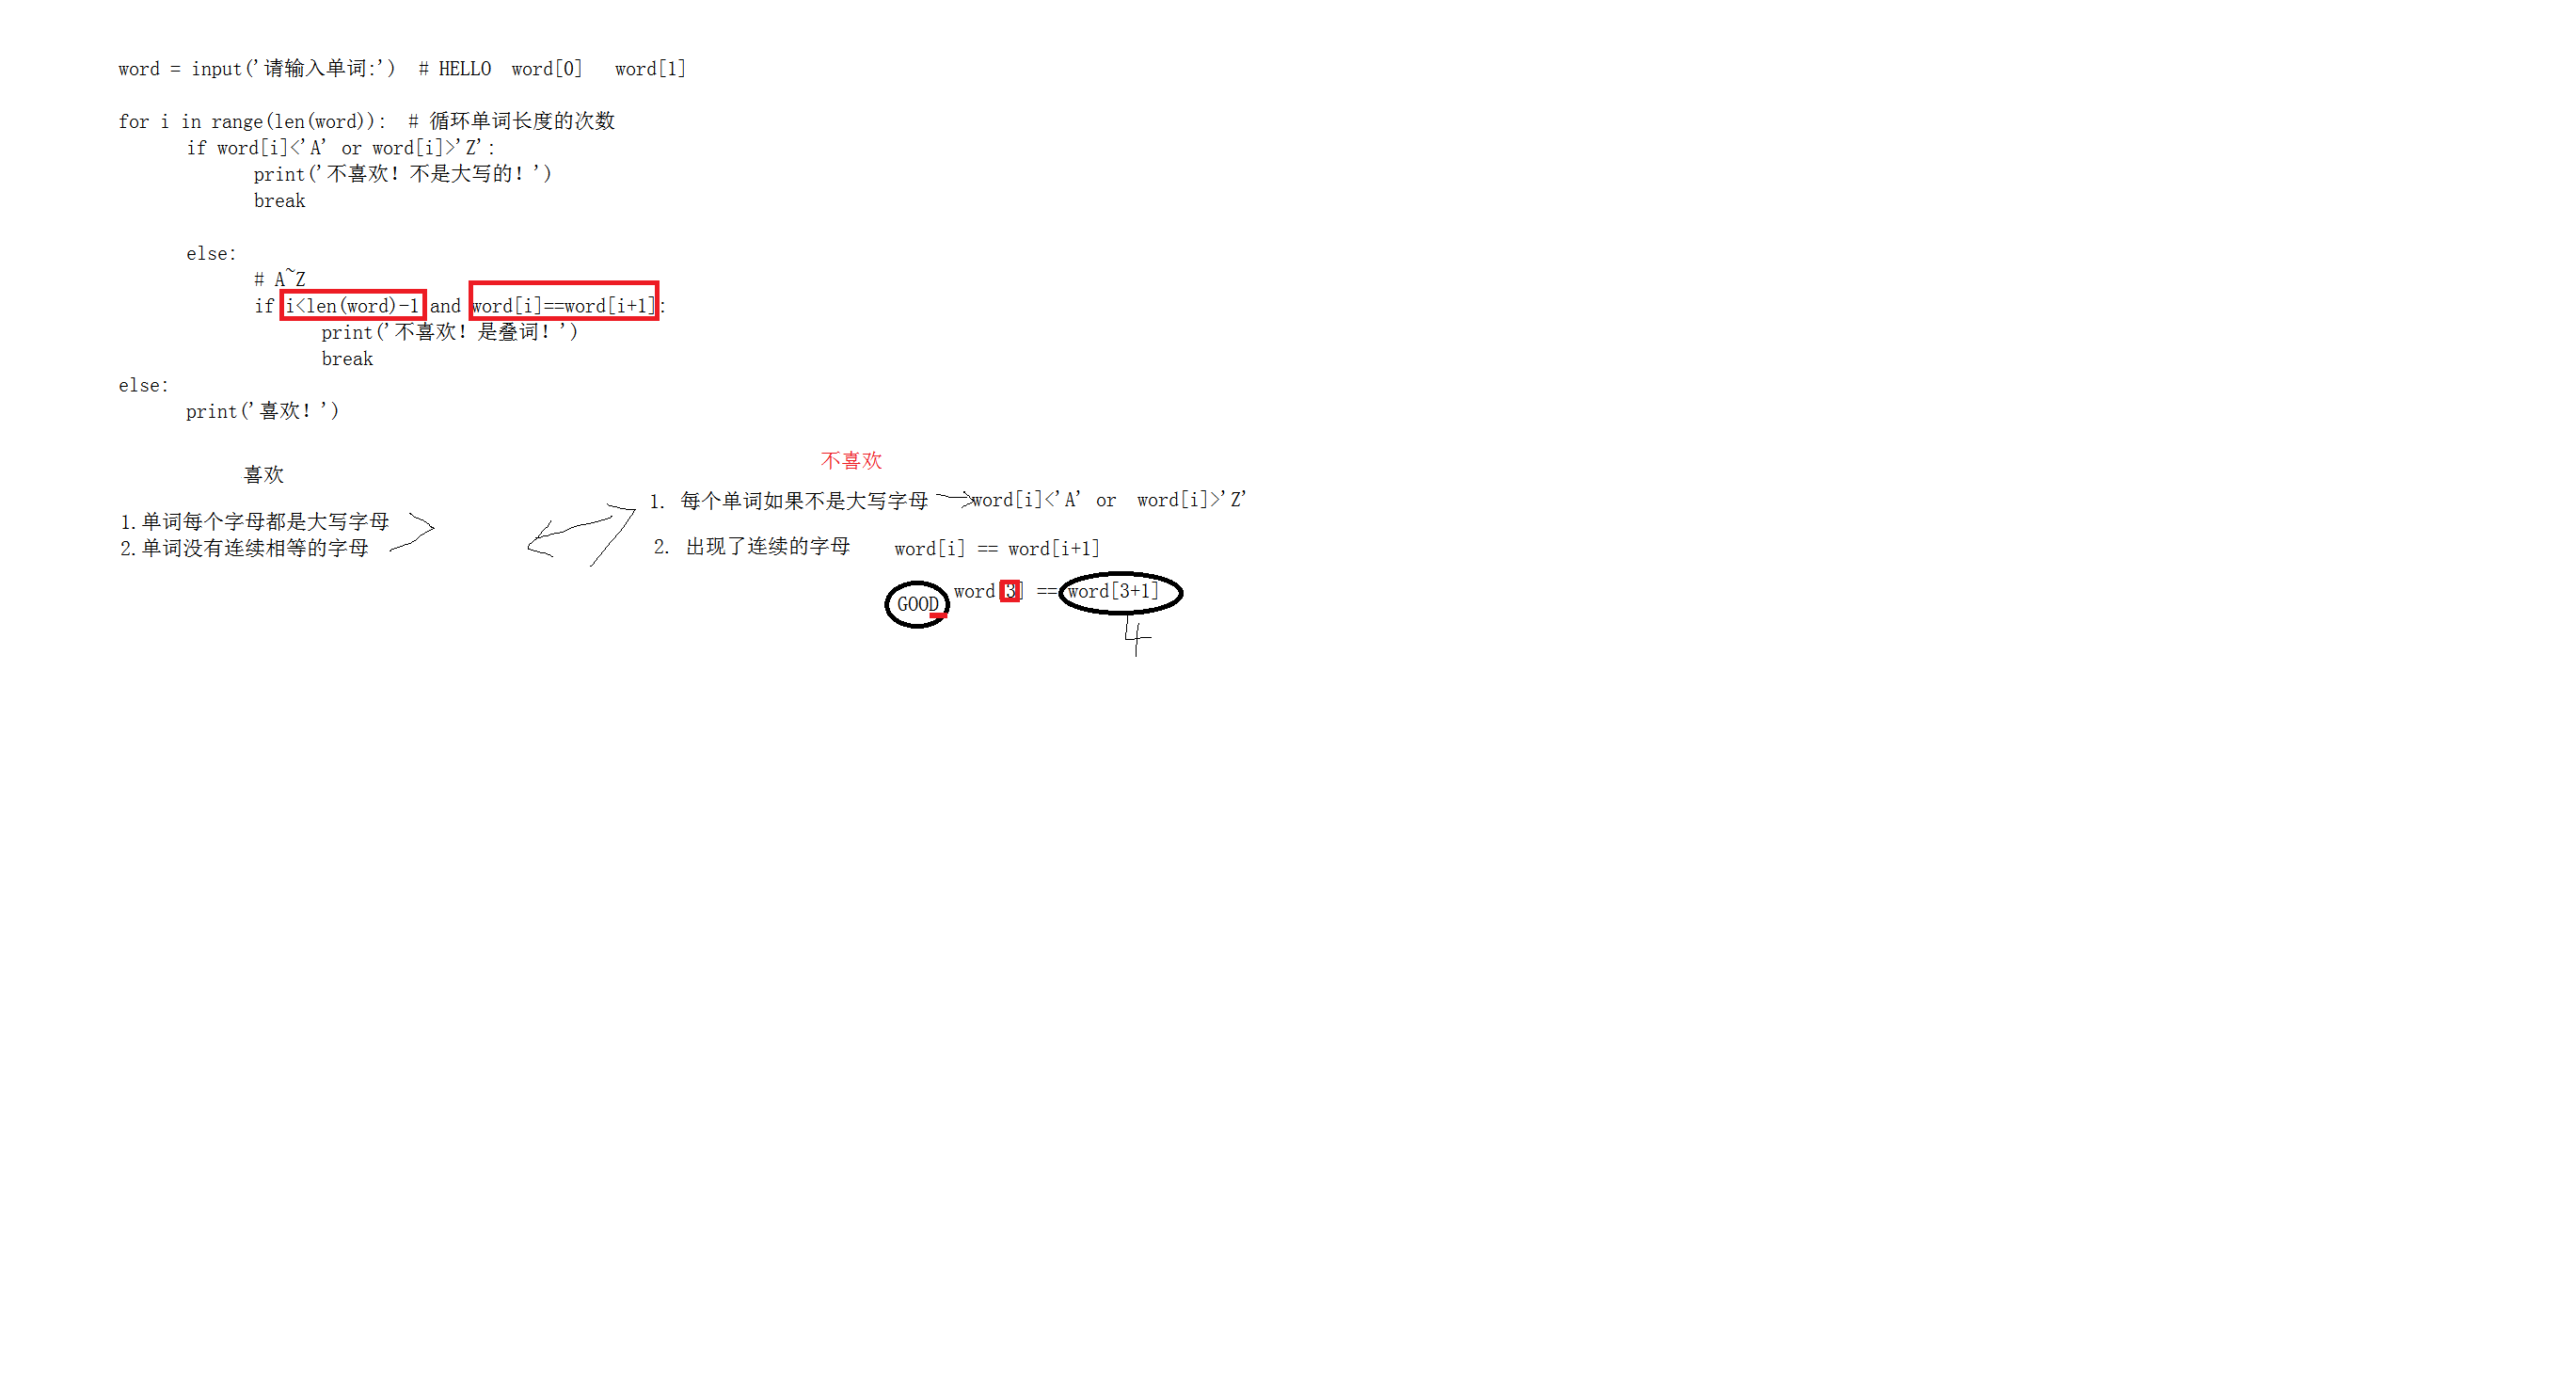 word = input('请输入单词:')  # HELLO  word[0]   word[1]
for i in range(len(word)):  # 循环单词长度的次数
if word[i]<'A' or word[i]>'Z':
print('不喜欢！不是大写的！')
break
else:
# A~Z
if i<len(word)-1 and word[i]==word[i+1]:
print('不喜欢！是叠词！')
break
else:
print('喜欢！')
喜欢
1.单词每个字母都是大写字母
2.单词没有连续相等的字母
不喜欢
1. 每个单词如果不是大写字母 word[i]<'A' or  word[i]>'Z'
2. 出现了连续的字母    word[i] == word[i+1]
GOOD word[3] == word[3+1]
4